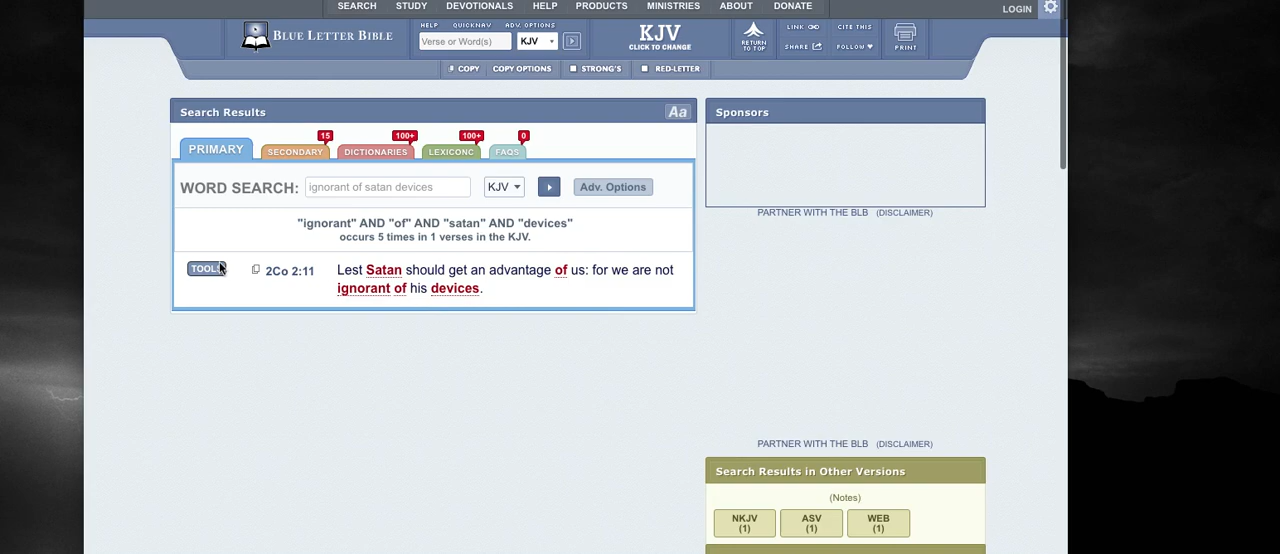 SEARCH STUDY DEVOTIONALS HELP PRODUCTS MINISTRIES ABOUT DONATE LOGIN
HELP QUICKNAV ADV. OPTIONS
BLUE LETTER BIBLE
Verse or Word(s) KJV
KJV
CLICK TO CHANGE
RETURN
TO TOP
LINK CITE THIS
SHARE FOLLOW PRINT
COPY COPY OPTIONS STRONG'S RED-LETTER
Search Results Aa
Sponsors
15 100+ 100+ 0
PRIMARY SECONDARY DICTIONARIES LEXICONC FAQS
WORD SEARCH: ignorant of satan devices KJV Adv. Options
PARTNER WITH THE BLB (DISCLAIMER)
"ignorant" AND "of" AND "satan" AND "devices"
occurs 5 times in 1 verses in the KJV.
TOOLS 2Co 2:11 Lest Satan should get an advantage of us: for we are not
ignorant of his devices.
PARTNER WITH THE BLB (DISCLAIMER)
Search Results in Other Versions
(Notes)
NKJV ASV WEB
(1) (1) (1)